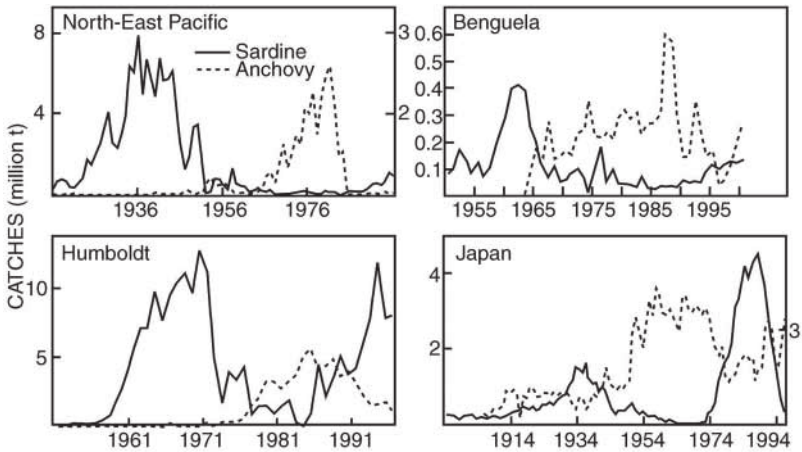 North-East Pacific
Sardine
Anchovy
8
4
3
2
1936 1956 1976
Benguela
0.6
0.5
0.4
0.3
0.2
0.1
1955 1965 1975 1985 1995
CATCHES (million t)
Humboldt
10
5
1961 1971 1981 1991
Japan
4
2
3
1914 1934 1954 1974 1994